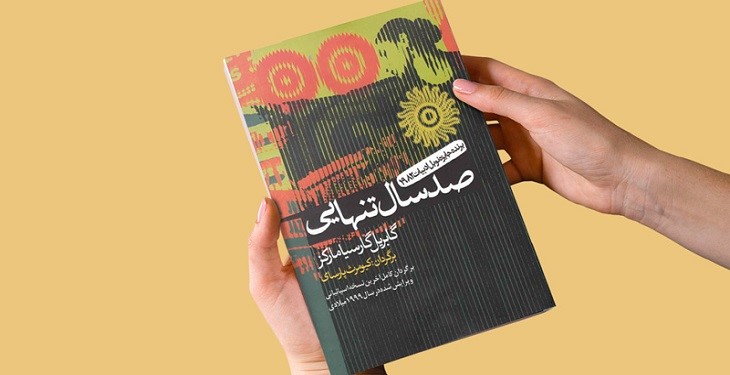 برنده جایزه نوبل ادبیات ۱۹۸۲
صد سال تنهایی
گابریل گارسیا مارکز
برگردان: کیومرث پارسای
برگردان کامل آخرین نسخه اسپانیایی
ویرایش شده در سال ۱۹۹۹ میلادی